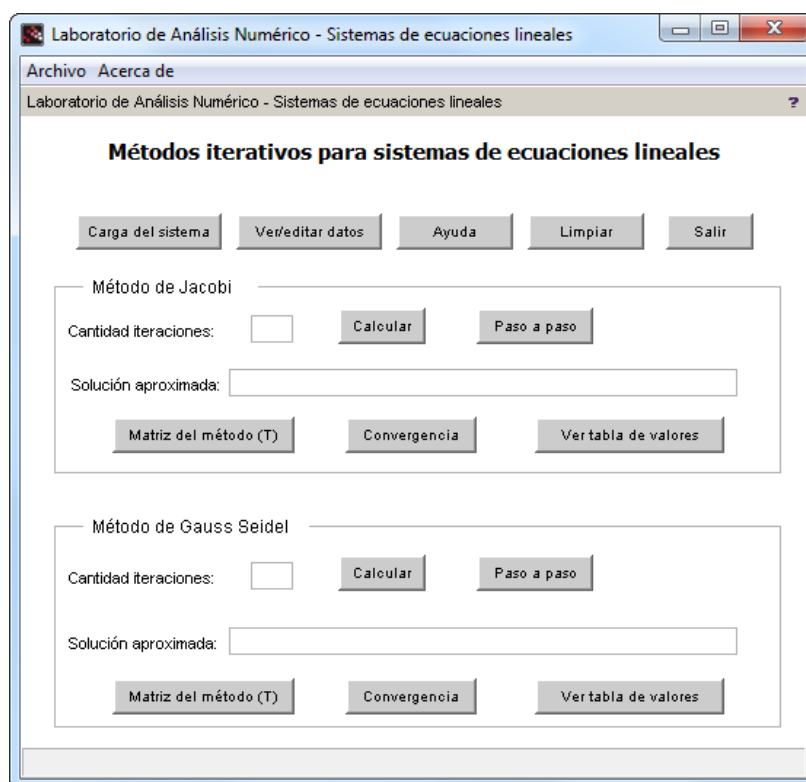 Laboratorio de Análisis Numérico - Sistemas de ecuaciones lineales
Archivo Acerca de
Laboratorio de Análisis Numérico - Sistemas de ecuaciones lineales ?
Métodos iterativos para sistemas de ecuaciones lineales
Carga del sistema Ver/editar datos Ayuda Limpiar Salir
Método de Jacobi
Cantidad iteraciones: Calcular Paso a paso
Solución aproximada:
Matriz del método (T) Convergencia Ver tabla de valores
Método de Gauss Seidel
Cantidad iteraciones: Calcular Paso a paso
Solución aproximada:
Matriz del método (T) Convergencia Ver tabla de valores